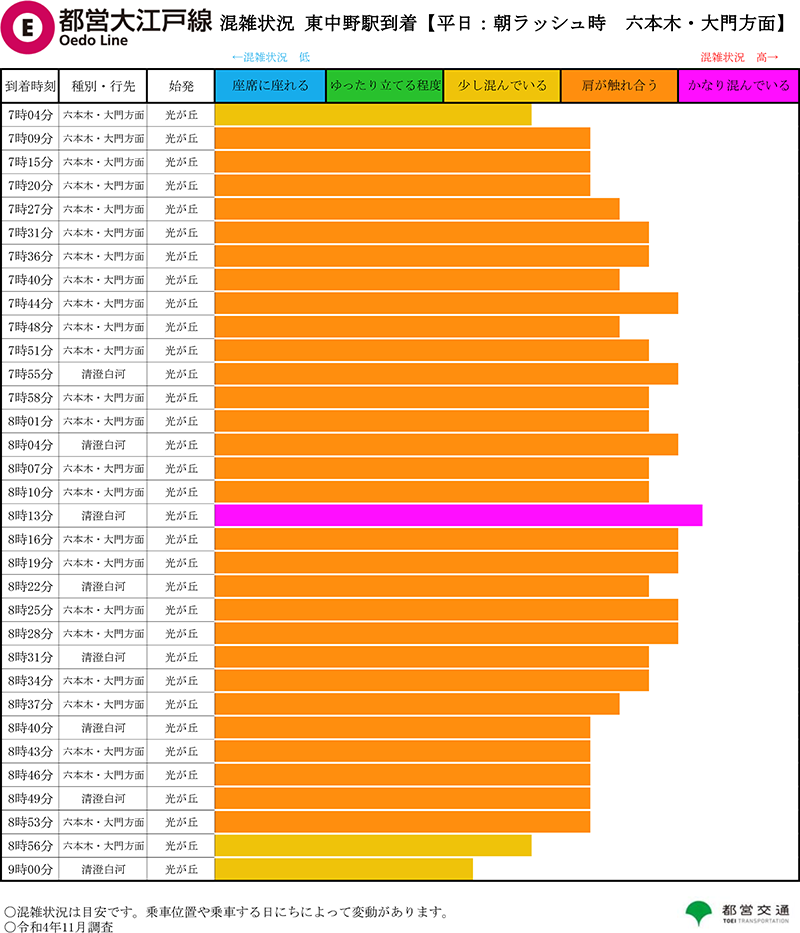 E 都営大江戸線 混雑状況 東中野駅到着【平日：朝ラッシュ時　六本木・大門方面】
Oedo Line
←混雑状況　低 混雑状況　高→
到着時刻 種別・行先 始発 座席に座れる ゆったり立てる程度 少し混んでいる 肩が触れ合う かなり混んでいる
7時04分 六本木・大門方面 光が丘
7時09分 六本木・大門方面 光が丘
7時15分 六本木・大門方面 光が丘
7時20分 六本木・大門方面 光が丘
7時27分 六本木・大門方面 光が丘
7時31分 六本木・大門方面 光が丘
7時36分 六本木・大門方面 光が丘
7時40分 六本木・大門方面 光が丘
7時44分 六本木・大門方面 光が丘
7時48分 六本木・大門方面 光が丘
7時51分 六本木・大門方面 光が丘
7時55分 清澄白河 光が丘
7時58分 六本木・大門方面 光が丘
8時01分 六本木・大門方面 光が丘
8時04分 清澄白河 光が丘
8時07分 六本木・大門方面 光が丘
8時10分 六本木・大門方面 光が丘
8時13分 清澄白河 光が丘
8時16分 六本木・大門方面 光が丘
8時19分 六本木・大門方面 光が丘
8時22分 清澄白河 光が丘
8時25分 六本木・大門方面 光が丘
8時28分 六本木・大門方面 光が丘
8時31分 清澄白河 光が丘
8時34分 六本木・大門方面 光が丘
8時37分 六本木・大門方面 光が丘
8時40分 清澄白河 光が丘
8時43分 六本木・大門方面 光が丘
8時46分 六本木・大門方面 光が丘
8時49分 清澄白河 光が丘
8時53分 六本木・大門方面 光が丘
8時56分 六本木・大門方面 光が丘
9時00分 清澄白河 光が丘
○混雑状況は目安です。乗車位置や乗車する日にちによって変動があります。
○令和4年11月調査
都営交通
TOEI TRANSPORTATION